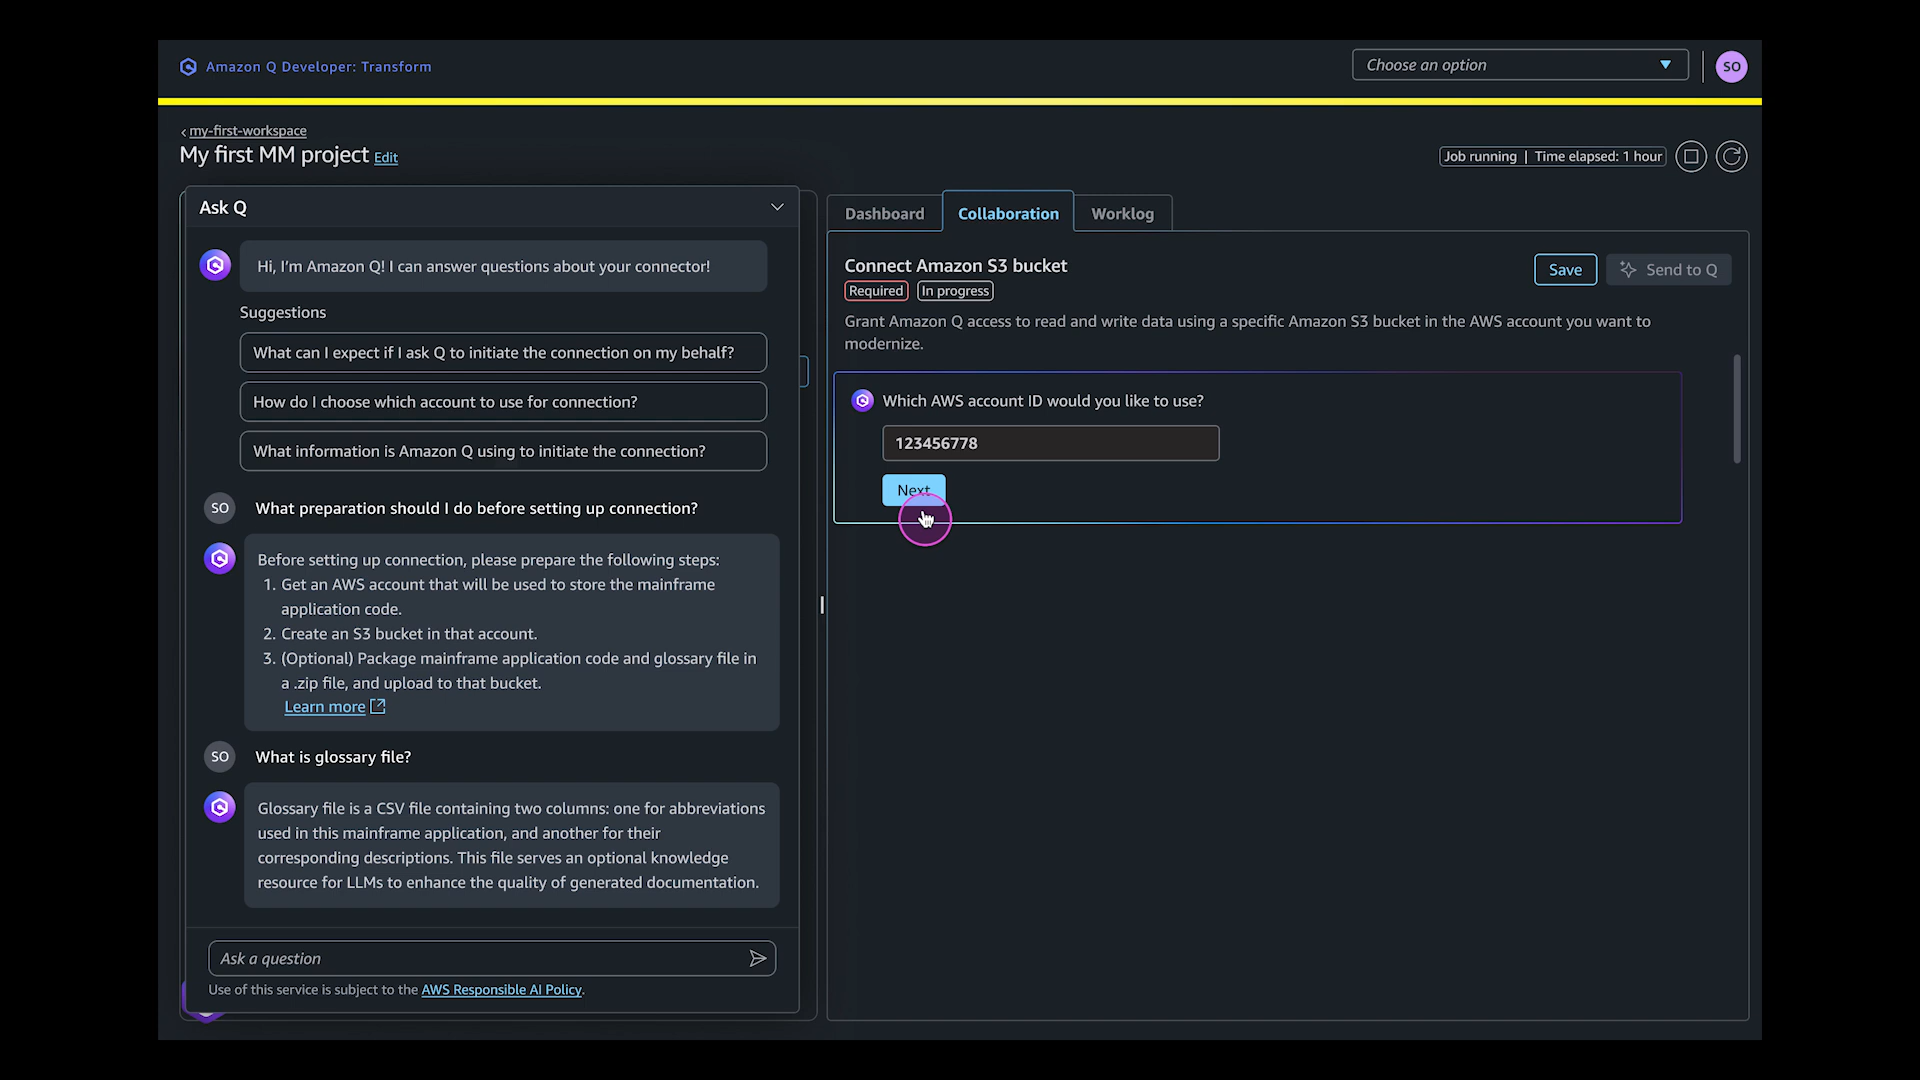 Amazon Q Developer: Transform
Choose an option
SO
my-first-workspace
My first MM project Edit
Job running | Time elapsed: 1 hour
Ask Q
Hi, I'm Amazon Q! I can answer questions about your connector!
Suggestions
What can I expect if I ask Q to initiate the connection on my behalf?
How do I choose which account to use for connection?
What information is Amazon Q using to initiate the connection?
SO What preparation should I do before setting up connection?
Before setting up connection, please prepare the following steps:
1. Get an AWS account that will be used to store the mainframe
application code.
2. Create an S3 bucket in that account.
3. (Optional) Package mainframe application code and glossary file in
a .zip file, and upload to that bucket.
Learn more
SO What is glossary file?
Glossary file is a CSV file containing two columns: one for abbreviations
used in this mainframe application, and another for their
corresponding descriptions. This file serves an optional knowledge
resource for LLMs to enhance the quality of generated documentation.
Ask a question
Use of this service is subject to the AWS Responsible AI Policy.
Dashboard Collaboration Worklog
Connect Amazon S3 bucket
Save Send to Q
Required In progress
Grant Amazon Q access to read and write data using a specific Amazon S3 bucket in the AWS account you want to
modernize.
Which AWS account ID would you like to use?
123456778
Next